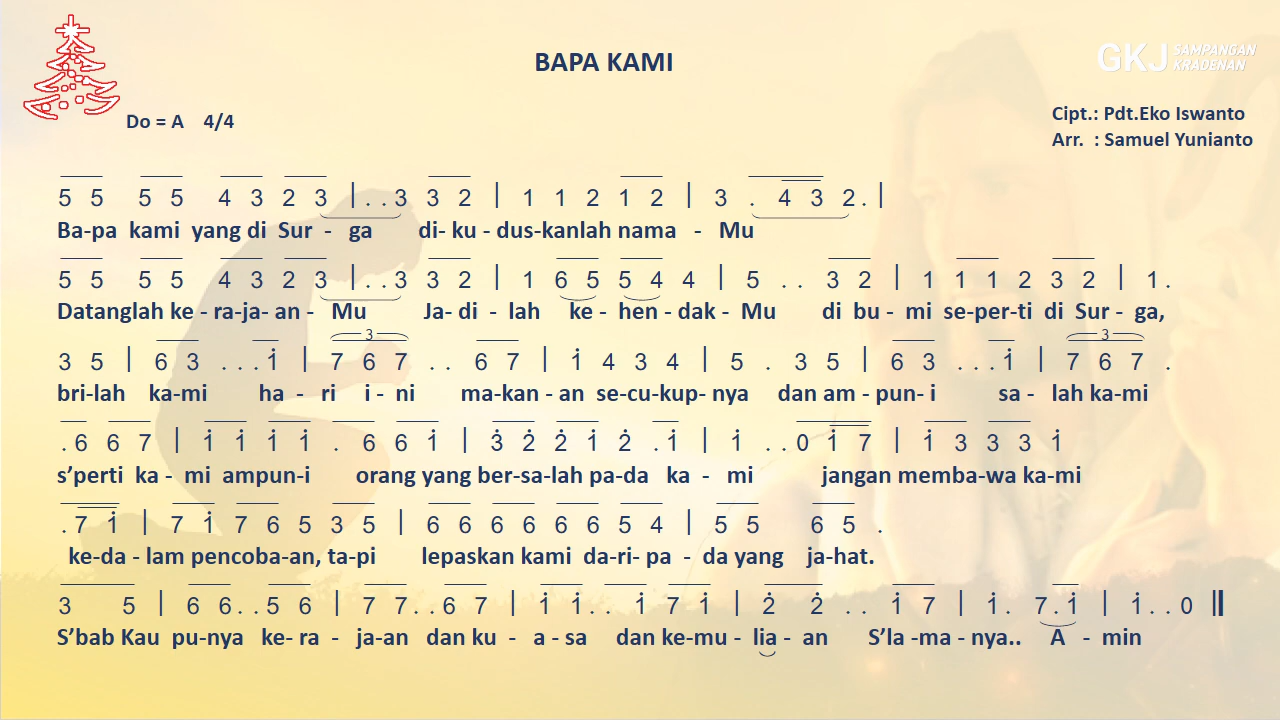 BAPA KAMI
GKJ SAMPANGAN KRADENAN
Do = A 4/4
Cipt.: Pdt.Eko Iswanto
Arr. : Samuel Yunianto
5 5 5 5 4 3 2 3 | . . 3 3 2 | 1 1 2 1 2 | 3 . 4 3 2 . |
Ba-pa kami yang di Sur - ga di- ku - dus-kanlah nama - Mu
5 5 5 5 4 3 2 3 | . . 3 3 2 | 1 6 5 5 4 4 | 5 . . 3 2 | 1 1 1 2 3 2 | 1 .
Datanglah ke - ra-ja- an - Mu Ja- di - lah ke - hen - dak - Mu di bu - mi se-per-ti di Sur - ga,
3 5 | 6 3 . . . 1̇ | 3 7 6 7 . . 6 7 | 1̇ 4 3 4 | 5 . 3 5 | 6 3 . . . 1̇ | 3 7 6 7 .
bri-lah ka-mi ha - ri i - ni ma-kan - an se-cu-kup- nya dan am - pun- i sa - lah ka-mi
. 6 6 7 | 1̇ 1̇ 1̇ 1̇ . 6 6 1̇ | 3̇ 2̇ 2̇ 1̇ 2̇ . 1̇ | 1̇ . . 0 1̇ 7 | 1̇ 3 3 3 1̇
s’perti ka - mi ampun-i orang yang ber-sa-lah pa-da ka - mi jangan memba-wa ka-mi
. 7 1̇ | 7 1̇ 7 6 5 3 5 | 6 6 6 6 6 6 5 4 | 5 5 6 5 .
ke-da - lam pencoba-an, ta-pi lepaskan kami da-ri- pa - da yang ja-hat.
3 5 | 6 6 . . 5 6 | 7 7 . . 6 7 | 1̇ 1̇ . . 1̇ 7 1̇ | 2̇ 2̇ . . 1̇ 7 | 1̇ . 7 . 1̇ | 1̇ . . 0 ||
S’bab Kau pu-nya ke- ra - ja-an dan ku - a - sa dan ke-mu - lia - an S’la -ma - nya.. A - min